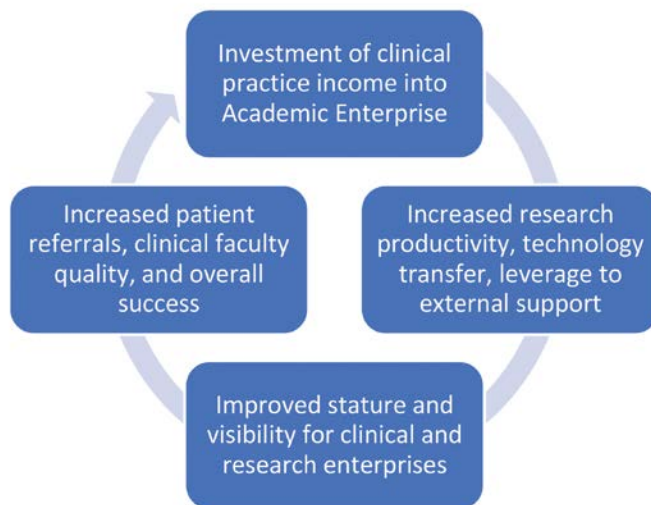 Investment of clinical
practice income into
Academic Enterprise
Increased research
productivity, technology
transfer, leverage to
external support
Improved stature and
visibility for clinical and
research enterprises
Increased patient
referrals, clinical faculty
quality, and overall
success